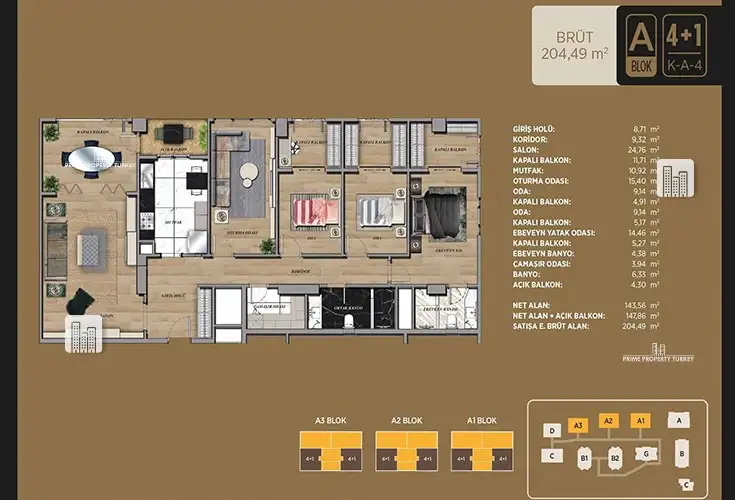 BRÜT
204,49 m²
A
BLOK
4+1
K-A-4
GİRİŞ HOLÜ: 8,71 m²
KORİDOR: 9,32 m²
SALON: 24,76 m²
KAPALI BALKON: 11,71 m²
MUTFAK: 10,92 m²
OTURMA ODASI: 15,40 m
ODA: 9,14 m
KAPALI BALKON: 4,91 m²
ODA: 9,14 m²
KAPALI BALKON: 5,17 m²
EBEVEYN YATAK ODASI: 14,46 m²
KAPALI BALKON: 5,27 m²
EBEVEYN BANYO: 4,38 m²
ÇAMAŞIR ODASI: 3,94 m²
BANYO: 6,33 m²
AÇIK BALKON: 4,30 m²
NET ALAN: 143,56 m²
NET ALAN + AÇIK BALKON: 147,86 m²
SATIŞA E. BRÜT ALAN: 204,49 m²
PRIME PROPERTY TURKEY
KAPALI BALKON
AÇIK BALKON
KAPALI BALKON
KAPALI BALKON
KAPALI BALKON
PRIME PROPERTY TURKEY
MUTFAK
OTURMA ODASI
KORİDOR
GİRİŞ HOLÜ
SALON
ÇAMAŞIR ODASI
ORTAK BANYO
EBEVEYN BANYO
A3 BLOK
A2 BLOK
A1 BLOK
4+1 4+1
4+1 4+1
4+1 4+1
D A3 A2 A1 A
C B1 B2 G B
C